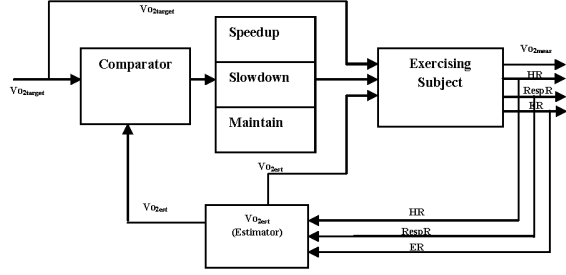 Vo2target
Speedup
Comparator
Slowdown
Maintain
Exercising
Subject
Vo2meas
HR
RespR
ER
Vo2target
Vo2est
Vo2est
Vo2est
(Estimator)
HR
RespR
ER